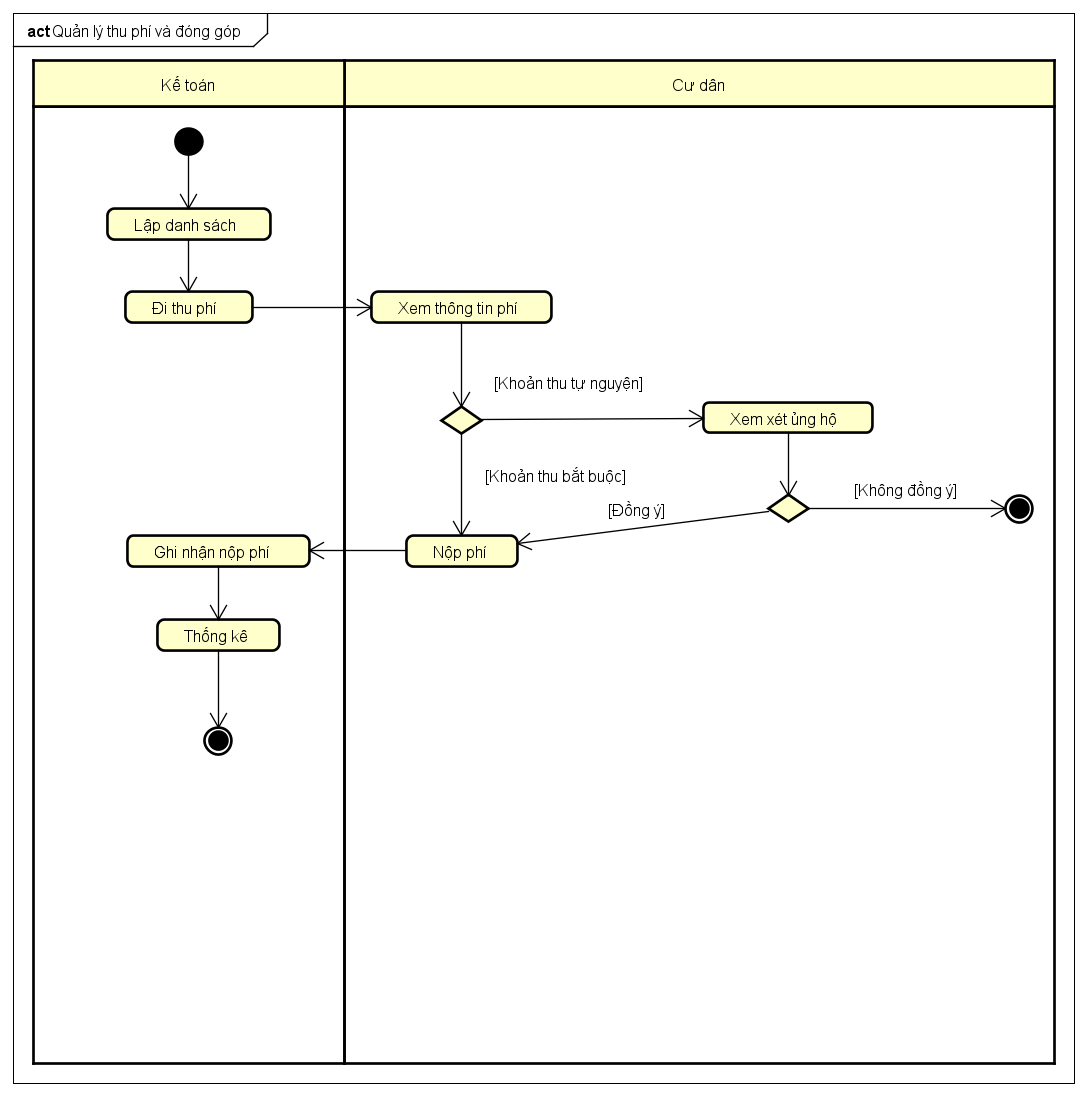 act Quản lý thu phí và đóng góp
Kế toán
Cư dân
Lập danh sách
Đi thu phí
Xem thông tin phí
[Khoản thu tự nguyện]
Xem xét ủng hộ
[Khoản thu bắt buộc]
[Không đồng ý]
[Đồng ý]
Ghi nhận nộp phí
Nộp phí
Thống kê